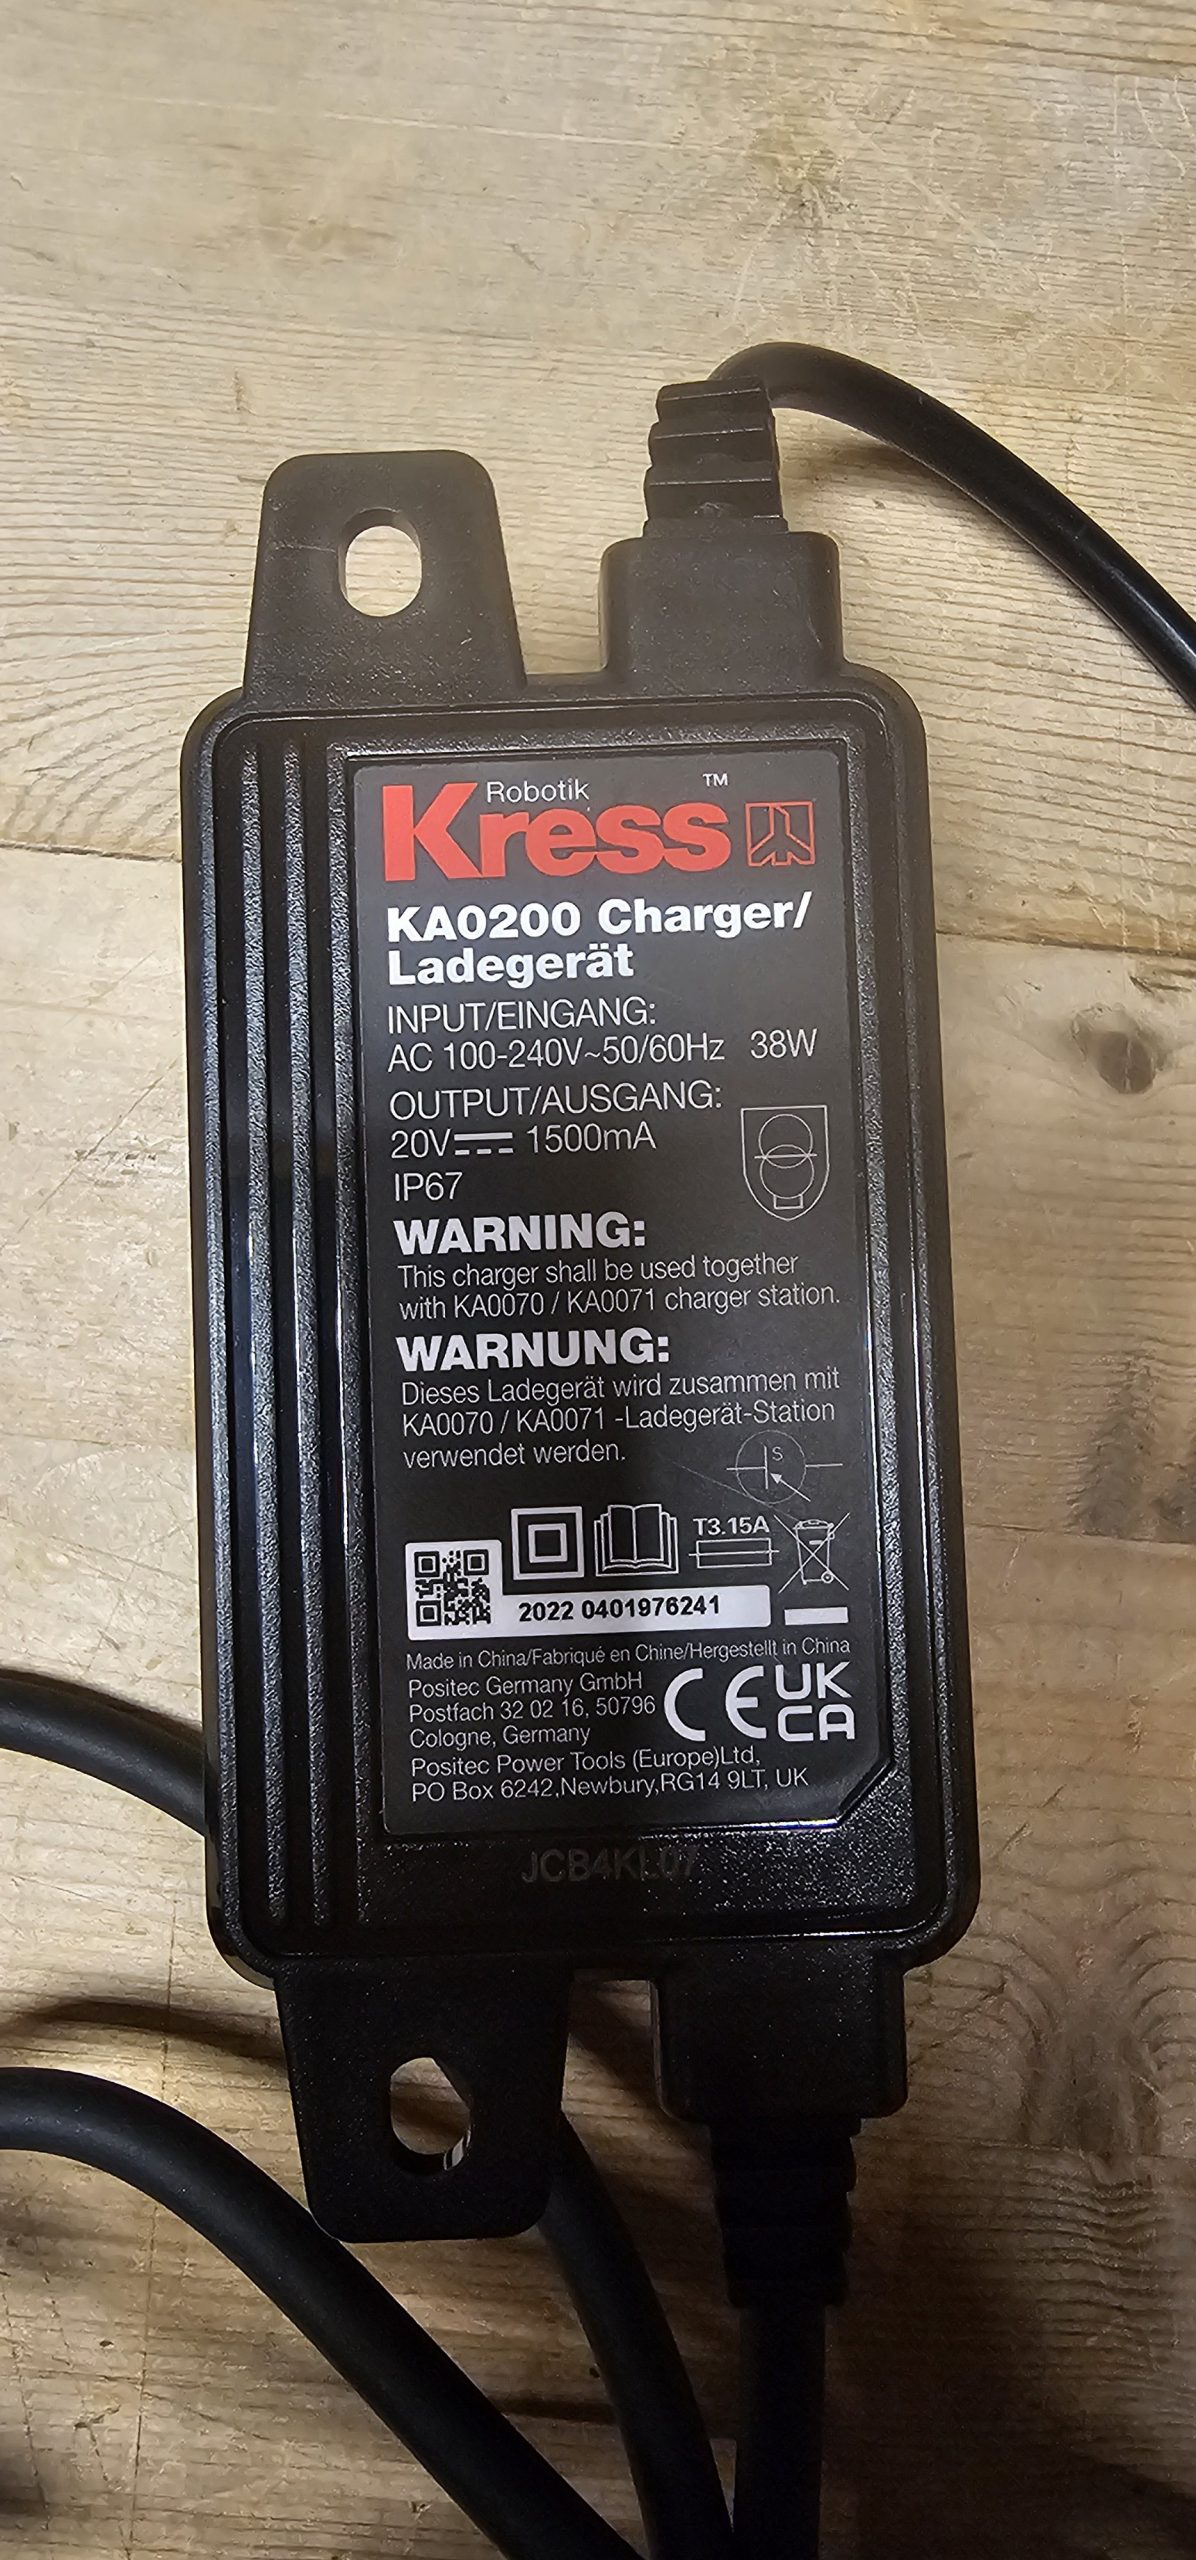 Robotik
Kress™
KA0200 Charger/
Ladegerät
INPUT/EINGANG:
AC 100-240V~50/60Hz 38W
OUTPUT/AUSGANG:
20V⎓ 1500mA
IP67
WARNING:
This charger shall be used together
with KA0070 / KA0071 charger station.
WARNUNG:
Dieses Ladegerät wird zusammen mit
KA0070 / KA0071 -Ladegerät-Station
verwendet werden.
S
T3.15A
2022 0401976241
Made in China/Fabriqué en Chine/Hergestellt in China
Positec Germany GmbH
Postfach 32 02 16, 50796
Cologne, Germany
CE UK
CA
Positec Power Tools (Europe)Ltd,
PO Box 6242,Newbury,RG14 9LT, UK
JCB4KL07